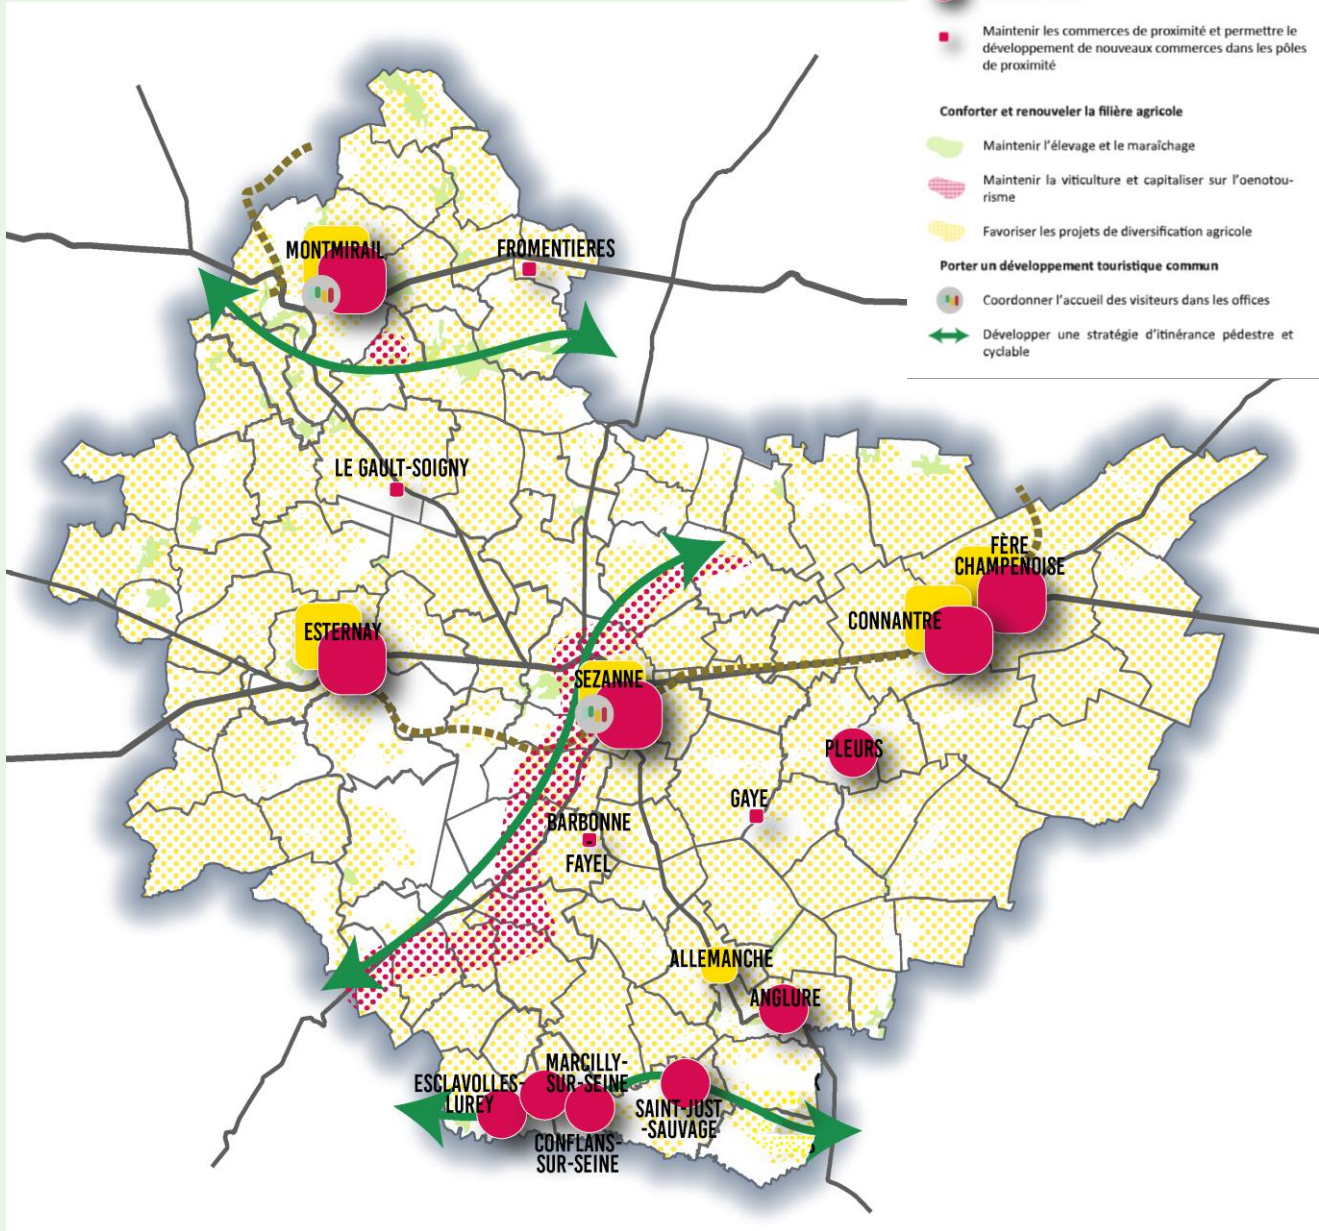 Maintenir les commerces de proximité et permettre le
développement de nouveaux commerces dans les pôles
de proximité
Conforter et renouveler la filière agricole
Maintenir l'élevage et le maraîchage
Maintenir la viticulture et capitaliser sur l'oenotou-
risme
Favoriser les projets de diversification agricole
Porter un développement touristique commun
Coordonner l'accueil des visiteurs dans les offices
Développer une stratégie d'itinérance pédestre et
cyclable
MONTMIRAIL
FROMENTIERES
LE GAULT-SOIGNY
FÈRE
CHAMPENOISE
CONNANTRE
ESTERNAY
SEZANNE
PLEURS
GAYE
BARBONNE
-
FAYEL
ALLEMANCHE
ANGLURE
MARCILLY-
SUR-SEINE
ESCLAVOLLES-
LUREY
SAINT-JUST
-SAUVAGE
CONFLANS-
SUR-SEINE